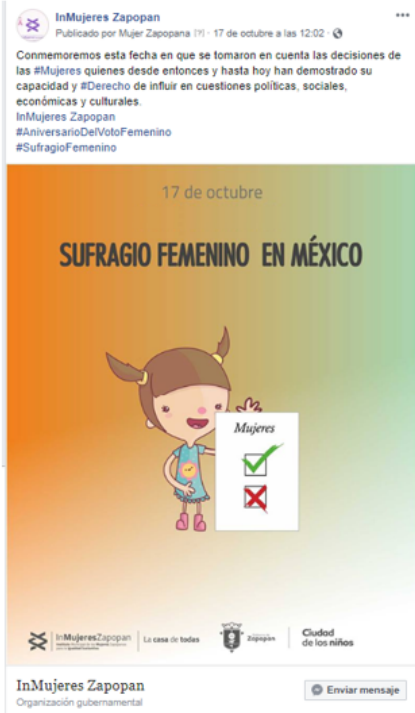 InMujeres Zapopan
Publicado por Mujer Zapopana [?] · 17 de octubre a las 12:02 ·
Conmemoremos esta fecha en que se tomaron en cuenta las decisiones de
las #Mujeres quienes desde entonces y hasta hoy han demostrado su
capacidad y #Derecho de influir en cuestiones políticas, sociales,
económicas y culturales.
InMujeres Zapopan
#AniversarioDelVotoFemenino
#SufragioFemenino
17 de octubre
SUFRAGIO FEMENINO EN MÉXICO
Mujeres
InMujeresZapopan
La casa de todas
Zapopan
Ciudad
de los niños
InMujeres Zapopan
Organización gubernamental
Enviar mensaje